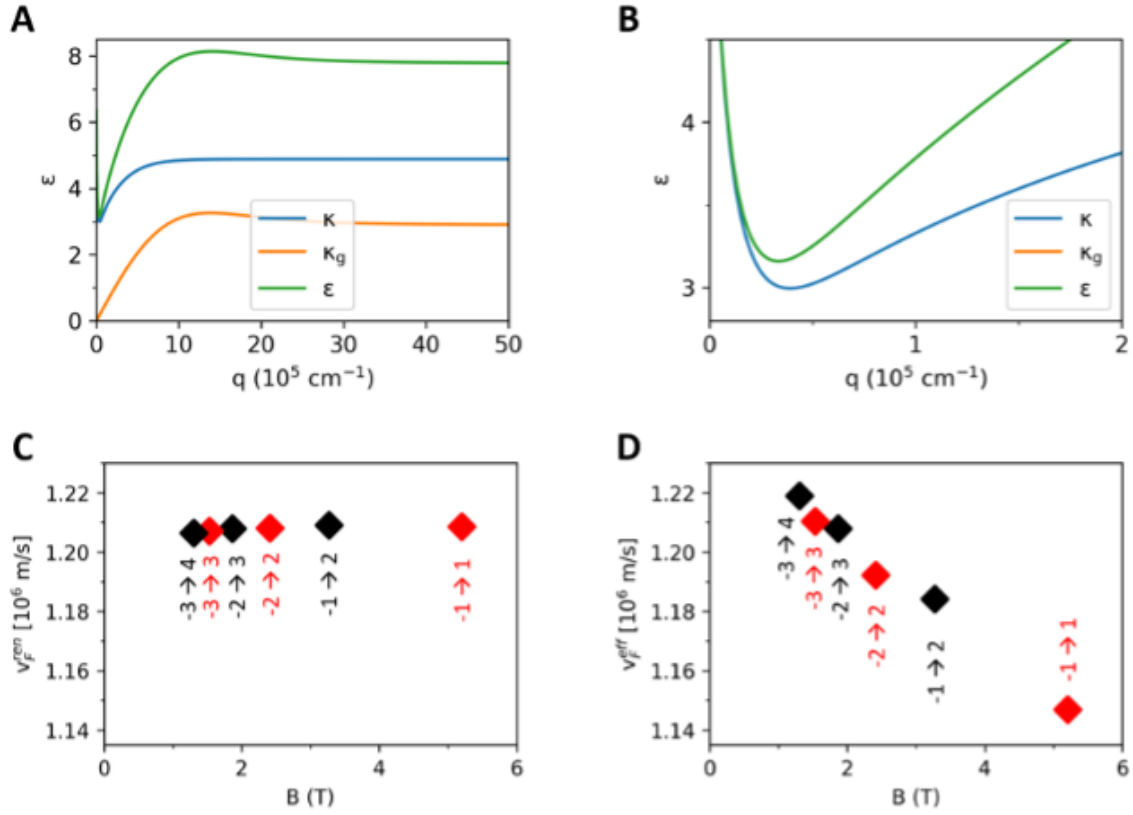 A
8
6
4
2
0
ε
κ
κg
ε
0 10 20 30 40 50
q (10⁵ cm⁻¹)
B
4
3
ε
κ
κg
ε
0 1 2
q (10⁵ cm⁻¹)
C
1.22
1.20
1.18
1.16
1.14
v_F^ren [10⁶ m/s]
-3→4
-3→3
-2→3
-2→2
-1→2
-1→1
0 2 4 6
B (T)
D
1.22
1.20
1.18
1.16
1.14
v_F^eff [10⁶ m/s]
-3→4
-3→3
-2→3
-2→2
-1→2
-1→1
0 2 4 6
B (T)